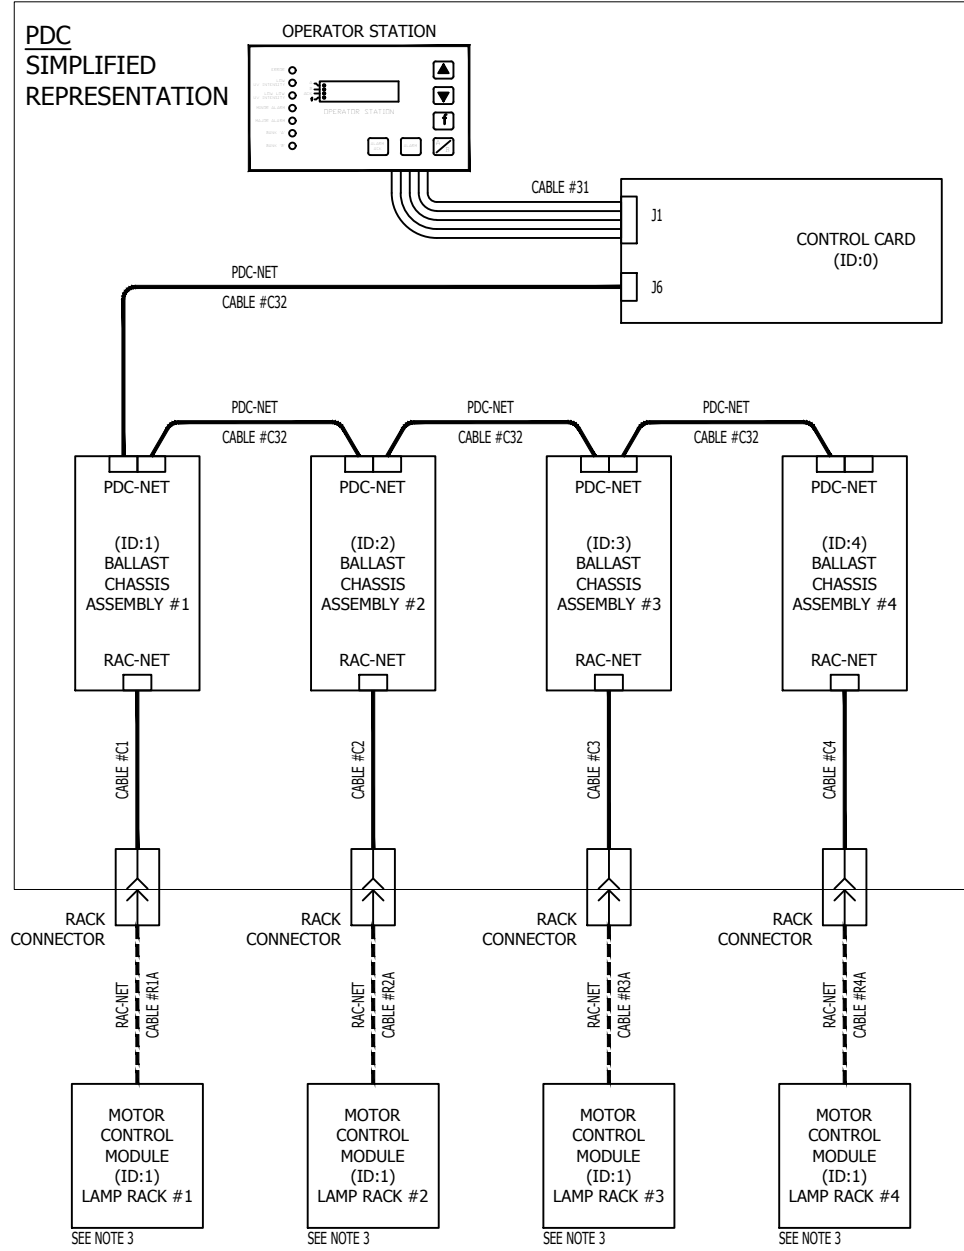 PDC
SIMPLIFIED
REPRESENTATION
OPERATOR STATION
OPERATOR STATION
f
CABLE #31
J1
CONTROL CARD
(ID:0)
J6
PDC-NET
CABLE #C32
PDC-NET
CABLE #C32
PDC-NET
CABLE #C32
PDC-NET
CABLE #C32
PDC-NET
(ID:1)
BALLAST
CHASSIS
ASSEMBLY #1
RAC-NET
PDC-NET
(ID:2)
BALLAST
CHASSIS
ASSEMBLY #2
RAC-NET
PDC-NET
(ID:3)
BALLAST
CHASSIS
ASSEMBLY #3
RAC-NET
PDC-NET
(ID:4)
BALLAST
CHASSIS
ASSEMBLY #4
RAC-NET
CABLE #C1
CABLE #C2
CABLE #C3
CABLE #C4
RACK
CONNECTOR
RACK
CONNECTOR
RACK
CONNECTOR
RACK
CONNECTOR
RAC-NET
CABLE #R1A
RAC-NET
CABLE #R2A
RAC-NET
CABLE #R3A
RAC-NET
CABLE #R4A
MOTOR
CONTROL
MODULE
(ID:1)
LAMP RACK #1
SEE NOTE 3
MOTOR
CONTROL
MODULE
(ID:1)
LAMP RACK #2
SEE NOTE 3
MOTOR
CONTROL
MODULE
(ID:1)
LAMP RACK #3
SEE NOTE 3
MOTOR
CONTROL
MODULE
(ID:1)
LAMP RACK #4
SEE NOTE 3